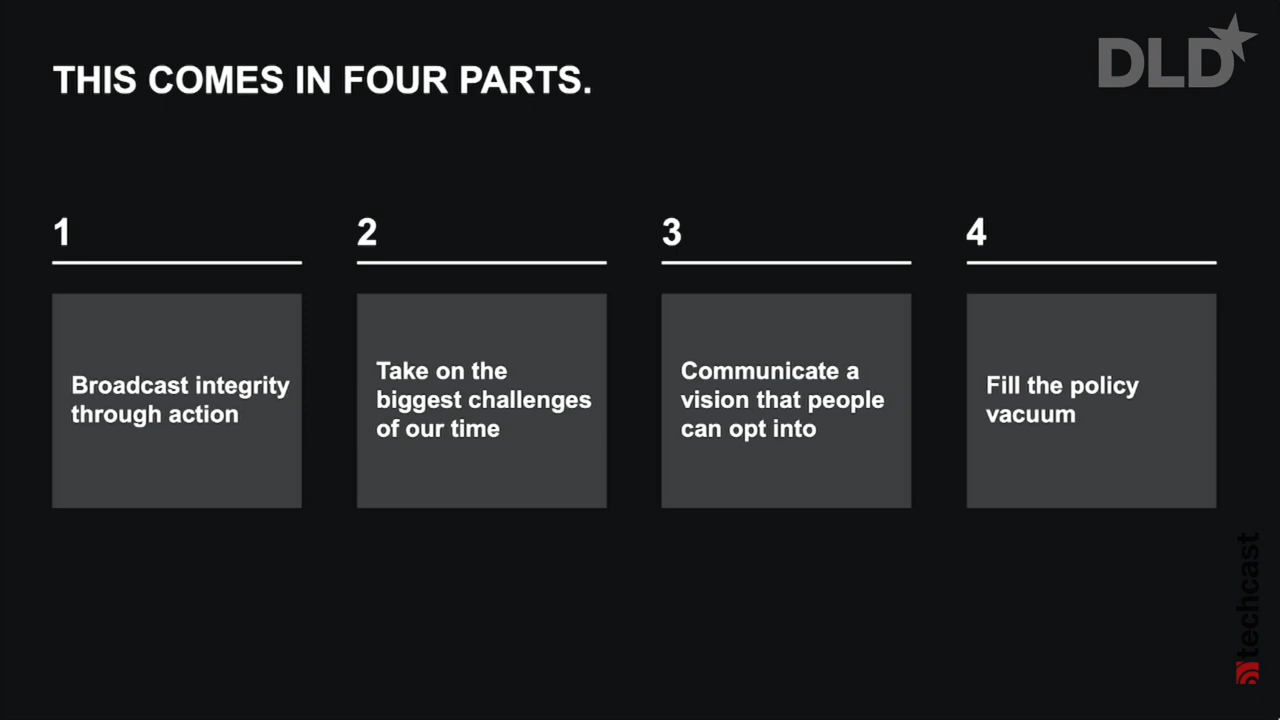 THIS COMES IN FOUR PARTS.
DLD
1
2
3
4
Broadcast integrity
through action
Take on the
biggest challenges
of our time
Communicate a
vision that people
can opt into
Fill the policy
vacuum
techcast